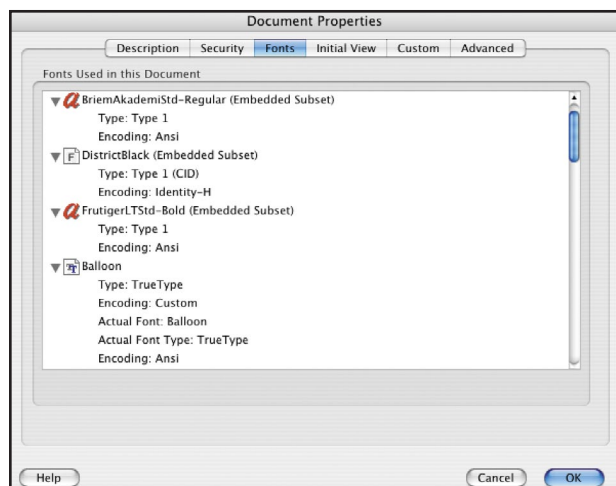 Document Properties
Description Security Fonts Initial View Custom Advanced
Fonts Used in this Document
BriemAkademiStd-Regular (Embedded Subset)
Type: Type 1
Encoding: Ansi
DistrictBlack (Embedded Subset)
Type: Type 1 (CID)
Encoding: Identity-H
FrutigerLTStd-Bold (Embedded Subset)
Type: Type 1
Encoding: Ansi
Balloon
Type: TrueType
Encoding: Custom
Actual Font: Balloon
Actual Font Type: TrueType
Encoding: Ansi
Help Cancel OK